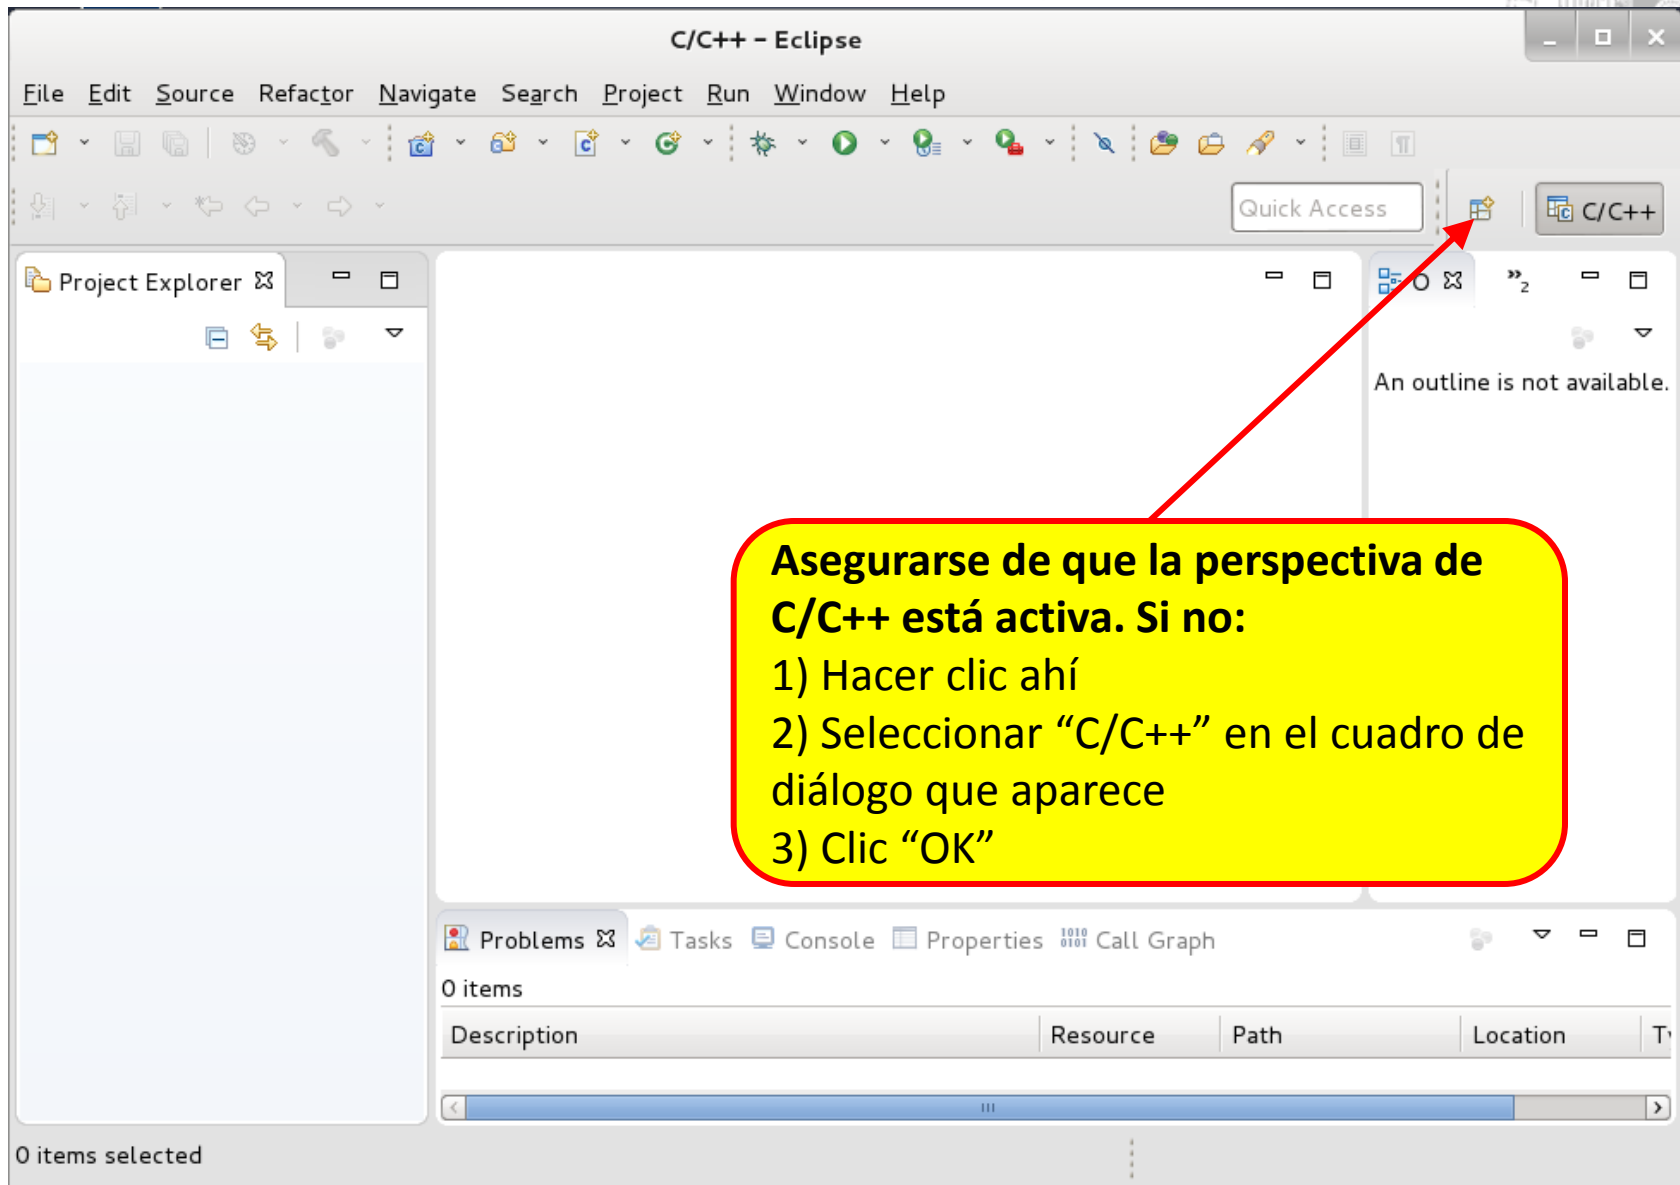 C/C++ – Eclipse
File Edit Source Refactor Navigate Search Project Run Window Help
Quick Access
C/C++
Project Explorer
O
»2
An outline is not available.
Asegurarse de que la perspectiva de
C/C++ está activa. Si no:
1) Hacer clic ahí
2) Seleccionar “C/C++” en el cuadro de
diálogo que aparece
3) Clic “OK”
Problems Tasks Console Properties Call Graph
0 items
Description Resource Path Location
0 items selected